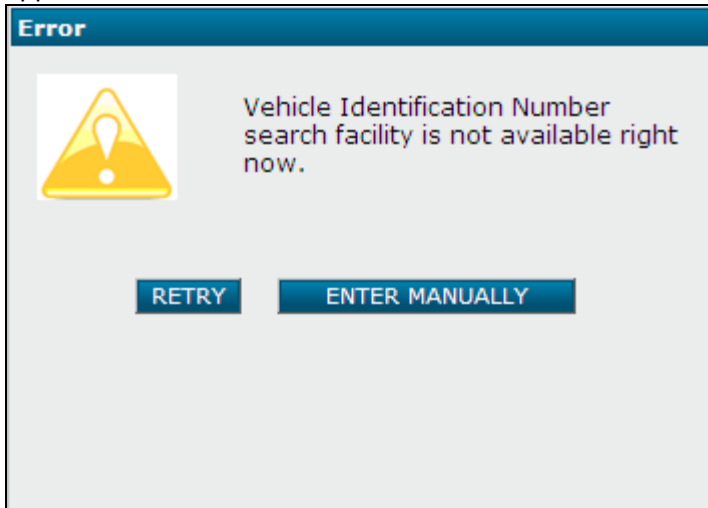 Error
Vehicle Identification Number
search facility is not available right
now.
RETRY
ENTER MANUALLY